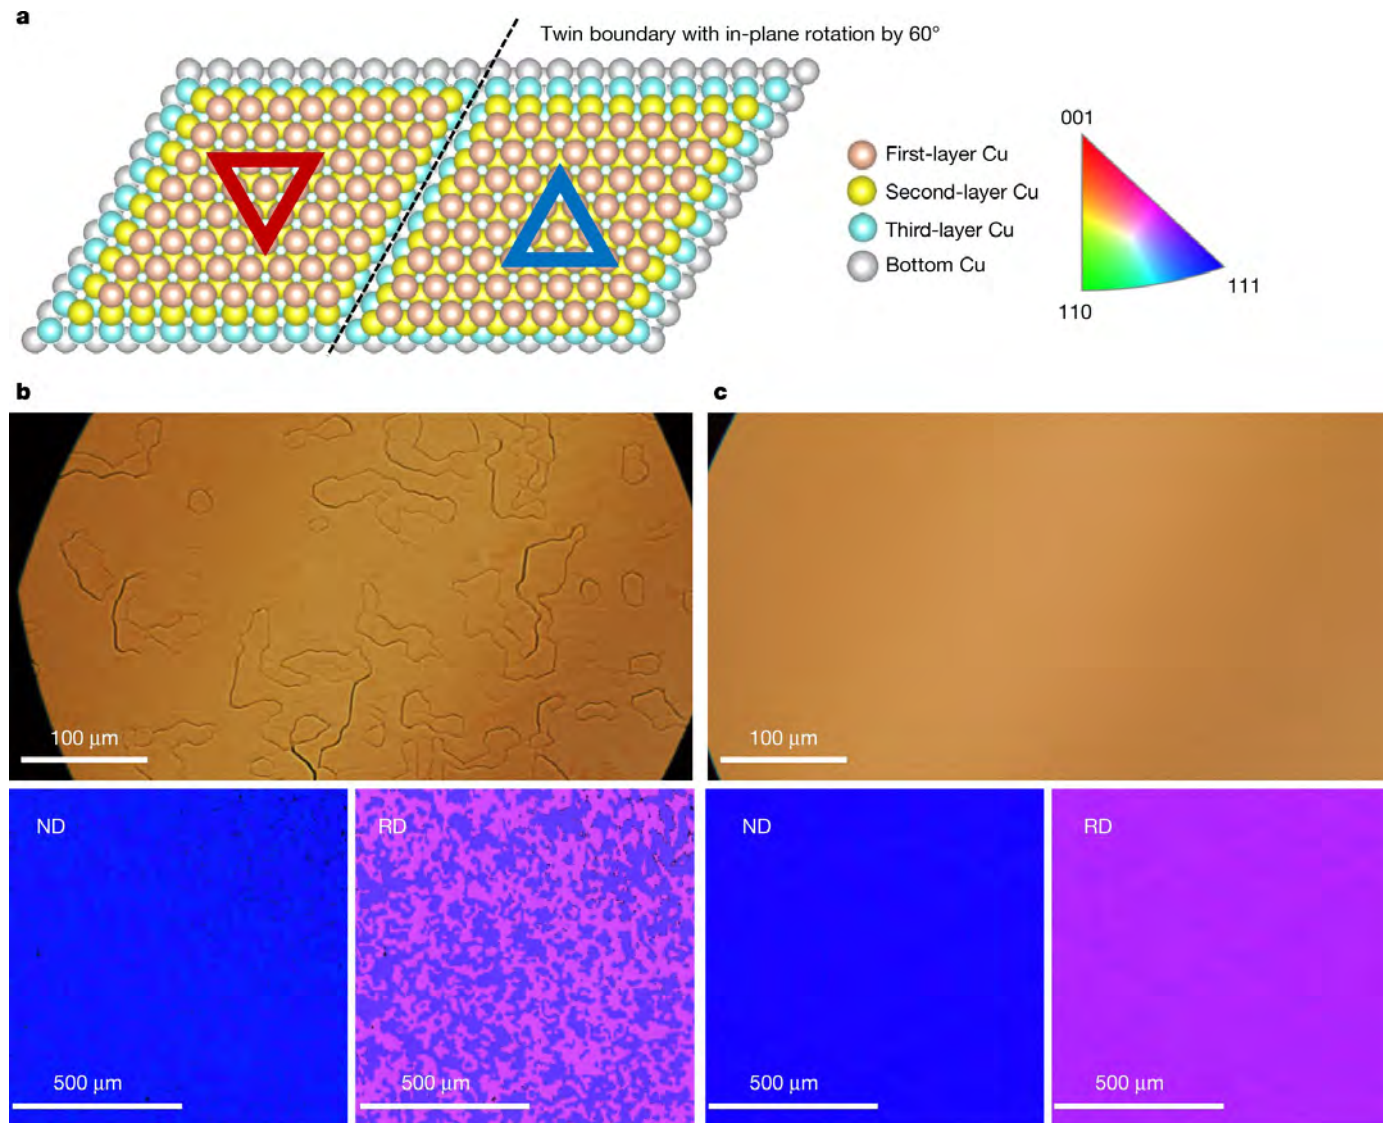 a
Twin boundary with in-plane rotation by 60°
First-layer Cu
Second-layer Cu
Third-layer Cu
Bottom Cu
001
110
111
b
c
100 μm
100 μm
ND
RD
ND
RD
500 μm
500 μm
500 μm
500 μm